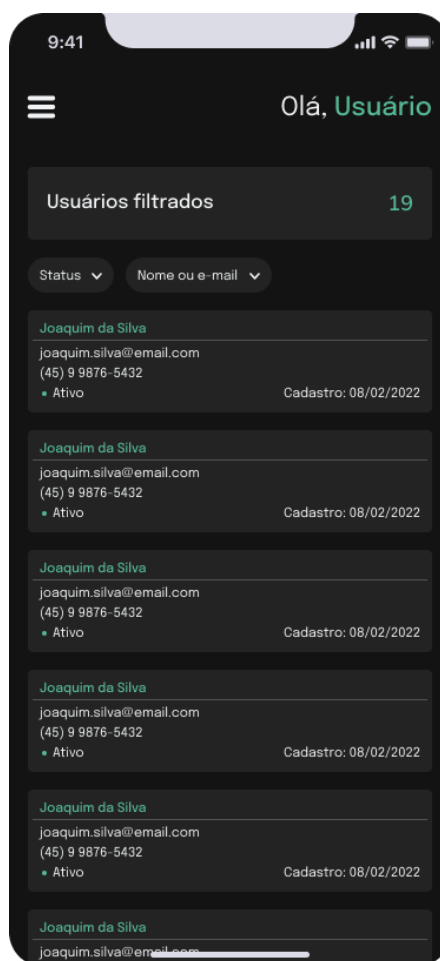 9:41
Olá, Usuário
Usuários filtrados 19
Status Nome ou e-mail
Joaquim da Silva
joaquim.silva@email.com
(45) 9 9876-5432
Ativo Cadastro: 08/02/2022
Joaquim da Silva
joaquim.silva@email.com
(45) 9 9876-5432
Ativo Cadastro: 08/02/2022
Joaquim da Silva
joaquim.silva@email.com
(45) 9 9876-5432
Ativo Cadastro: 08/02/2022
Joaquim da Silva
joaquim.silva@email.com
(45) 9 9876-5432
Ativo Cadastro: 08/02/2022
Joaquim da Silva
joaquim.silva@email.com
(45) 9 9876-5432
Ativo Cadastro: 08/02/2022
Joaquim da Silva
joaquim.silva@email.com